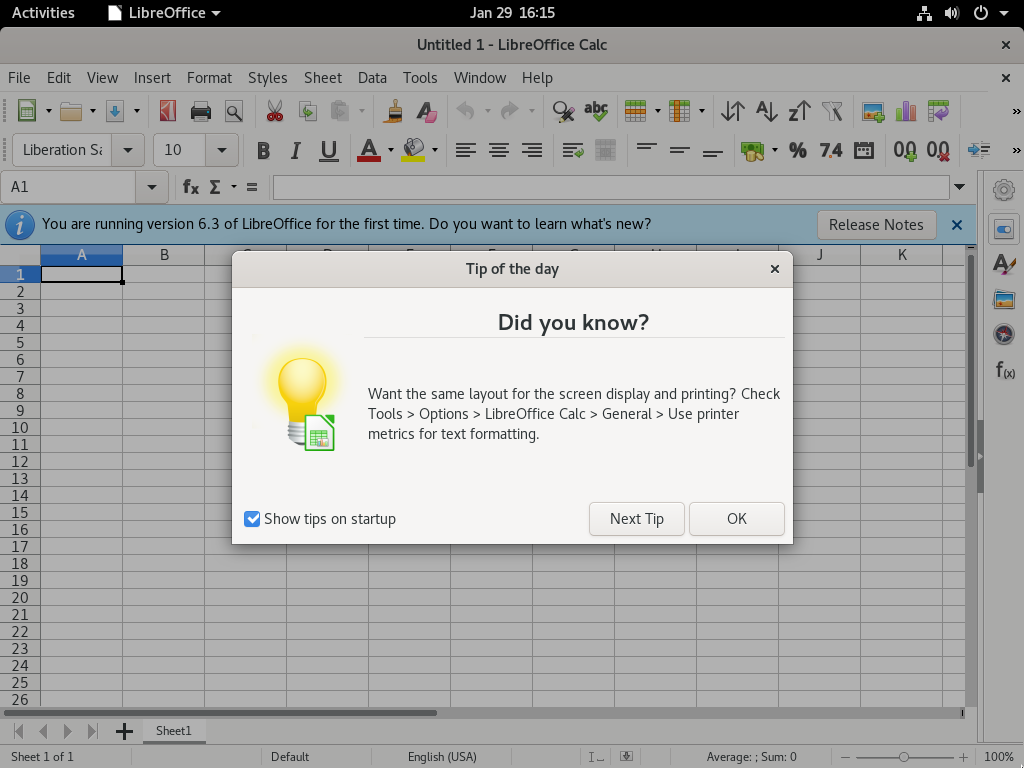 Activities LibreOffice Jan 29 16:15
Untitled 1 - LibreOffice Calc
File Edit View Insert Format Styles Sheet Data Tools Window Help
abc
Liberation Sa 10 B I U A % 7.4 00 00
A1 fx Σ =
You are running version 6.3 of LibreOffice for the first time. Do you want to learn what's new? Release Notes
A B J K
Tip of the day
Did you know?
Want the same layout for the screen display and printing? Check
Tools > Options > LibreOffice Calc > General > Use printer
metrics for text formatting.
Show tips on startup Next Tip OK
1
2
3
4
5
6
7
8
9
10
11
12
13
14
15
16
17
18
19
20
21
22
23
24
25
26
Sheet1
Sheet 1 of 1 Default English (USA) Average: ; Sum: 0 100%